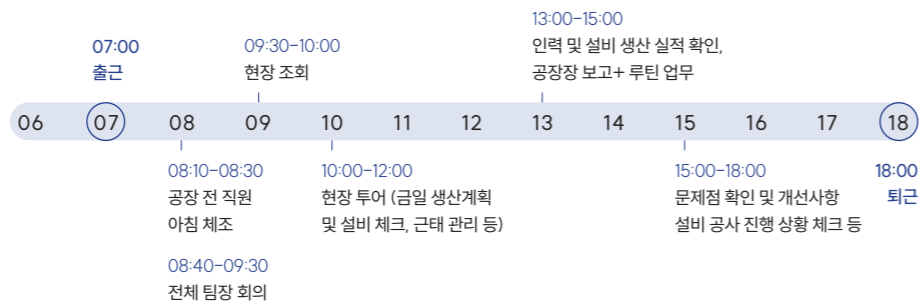 13:00-15:00
인력 및 설비 생산 실적 확인,
공장장 보고+ 루틴 업무
07:00
출근
09:30-10:00
현장 조회
06 07 08 09 10 11 12 13 14 15 16 17 18
08:10-08:30
공장 전 직원
아침 체조
08:40-09:30
전체 팀장 회의
10:00-12:00
현장 투어 (금일 생산계획
및 설비 체크, 근태 관리 등)
15:00-18:00
문제점 확인 및 개선사항
설비 공사 진행 상황 체크 등
18:00
퇴근